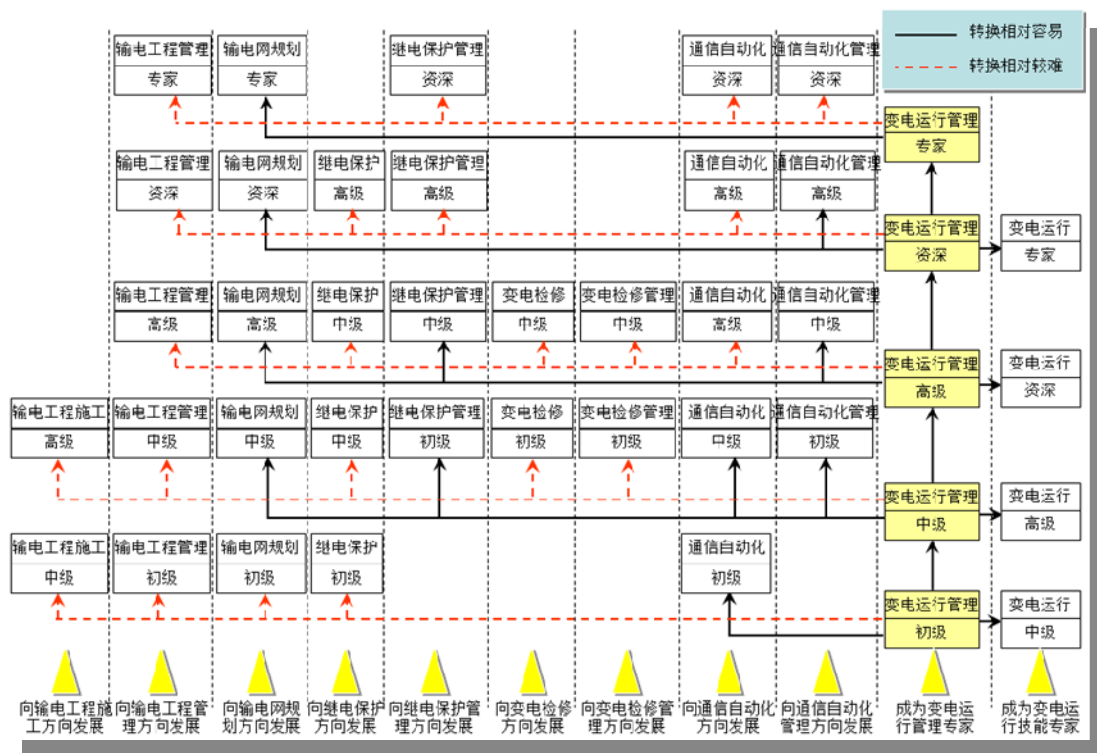 转换相对容易
转换相对较难
输电工程管理
专家
输电网规划
专家
继电保护管理
资深
通信自动化
资深
通信自动化管理
资深
变电运行管理
专家
输电工程管理
资深
输电网规划
资深
继电保护
高级
继电保护管理
高级
通信自动化
高级
通信自动化管理
高级
变电运行管理
资深
变电运行
专家
输电工程管理
高级
输电网规划
高级
继电保护
中级
继电保护管理
中级
变电检修
中级
变电检修管理
中级
通信自动化
高级
通信自动化管理
中级
变电运行管理
高级
变电运行
资深
输电工程施工
高级
输电工程管理
中级
输电网规划
中级
继电保护
中级
继电保护管理
初级
变电检修
初级
变电检修管理
初级
通信自动化
中级
通信自动化管理
初级
变电运行管理
中级
变电运行
高级
输电工程施工
中级
输电工程管理
初级
输电网规划
初级
继电保护
初级
通信自动化
初级
变电运行管理
初级
变电运行
中级
向输电工程施
工方向发展
向输电工程管
理方向发展
向输电网规
划方向发展
向继电保护
方向发展
向继电保护管
理方向发展
向变电检修
方向发展
向变电检修管
理方向发展
向通信自动化
方向发展
向通信自动化
管理方向发展
成为变电运
行管理专家
成为变电运
行技能专家